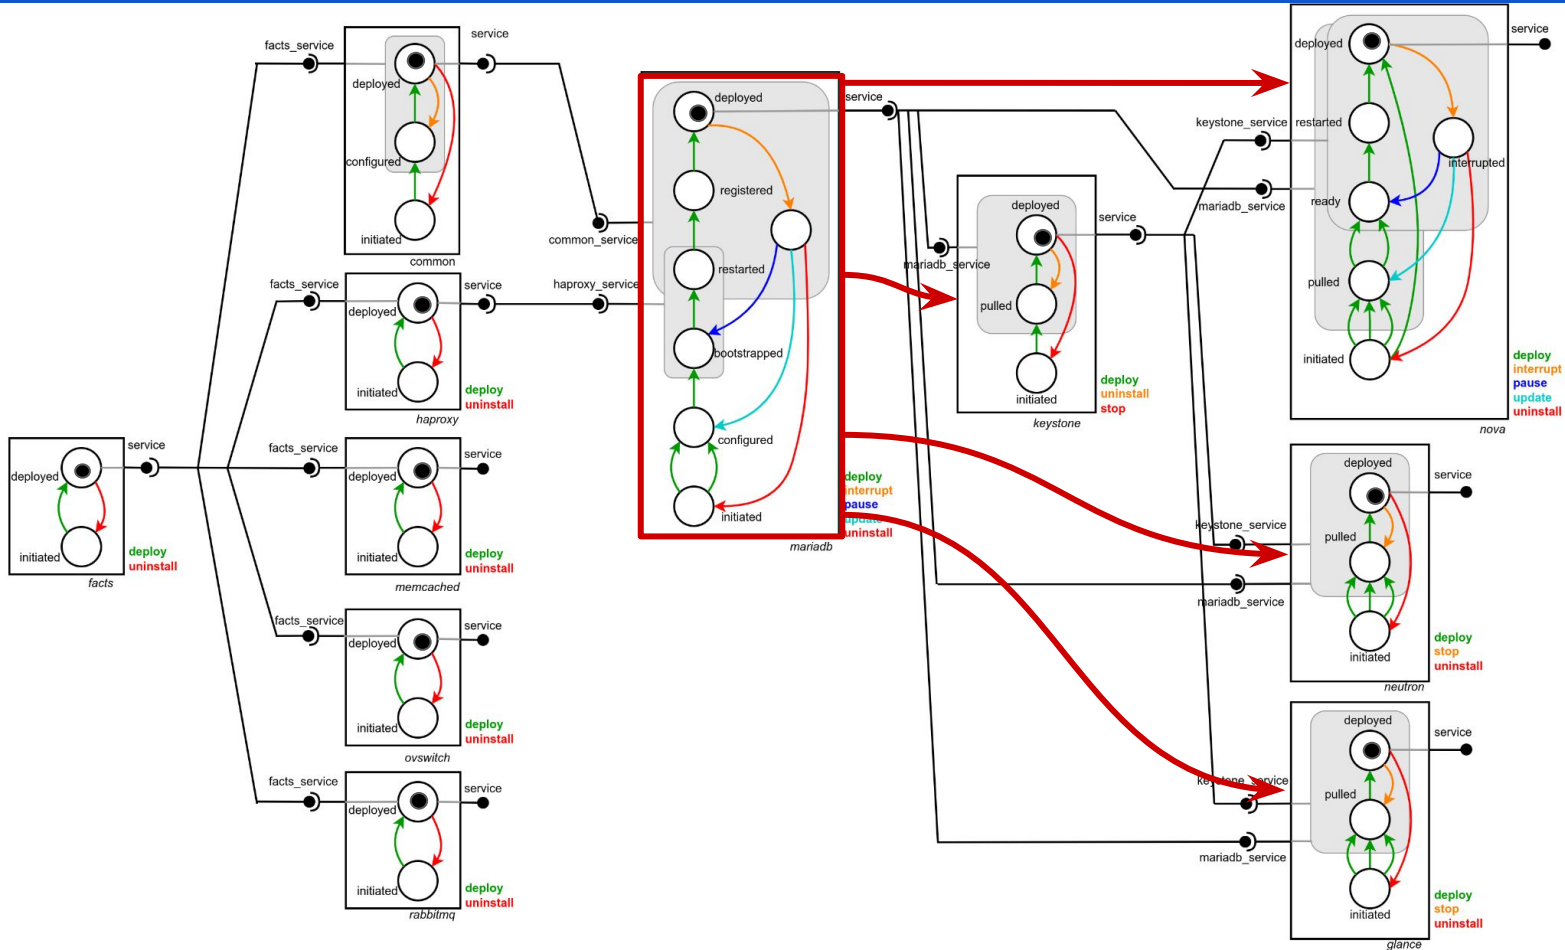 facts_service
service
deployed
configured
initiated
common
facts_service
service
deployed
initiated
deploy
uninstall
haproxy
service
deployed
initiated
deploy
uninstall
facts
facts_service
service
deployed
initiated
deploy
uninstall
memcached
facts_service
service
deployed
initiated
deploy
uninstall
ovswitch
facts_service
service
deployed
initiated
deploy
uninstall
rabbitmq
common_service
haproxy_service
deployed
service
registered
restarted
bootstrapped
configured
initiated
deploy
interrupt
pause
update
uninstall
mariadb
mariadb_service
deployed
service
pulled
initiated
deploy
uninstall
stop
keystone
keystone_service
mariadb_service
deployed
service
restarted
interrupted
ready
pulled
initiated
deploy
interrupt
pause
update
uninstall
nova
keystone_service
mariadb_service
deployed
service
pulled
initiated
deploy
stop
uninstall
neutron
keystone_service
mariadb_service
deployed
service
pulled
initiated
deploy
stop
uninstall
glance